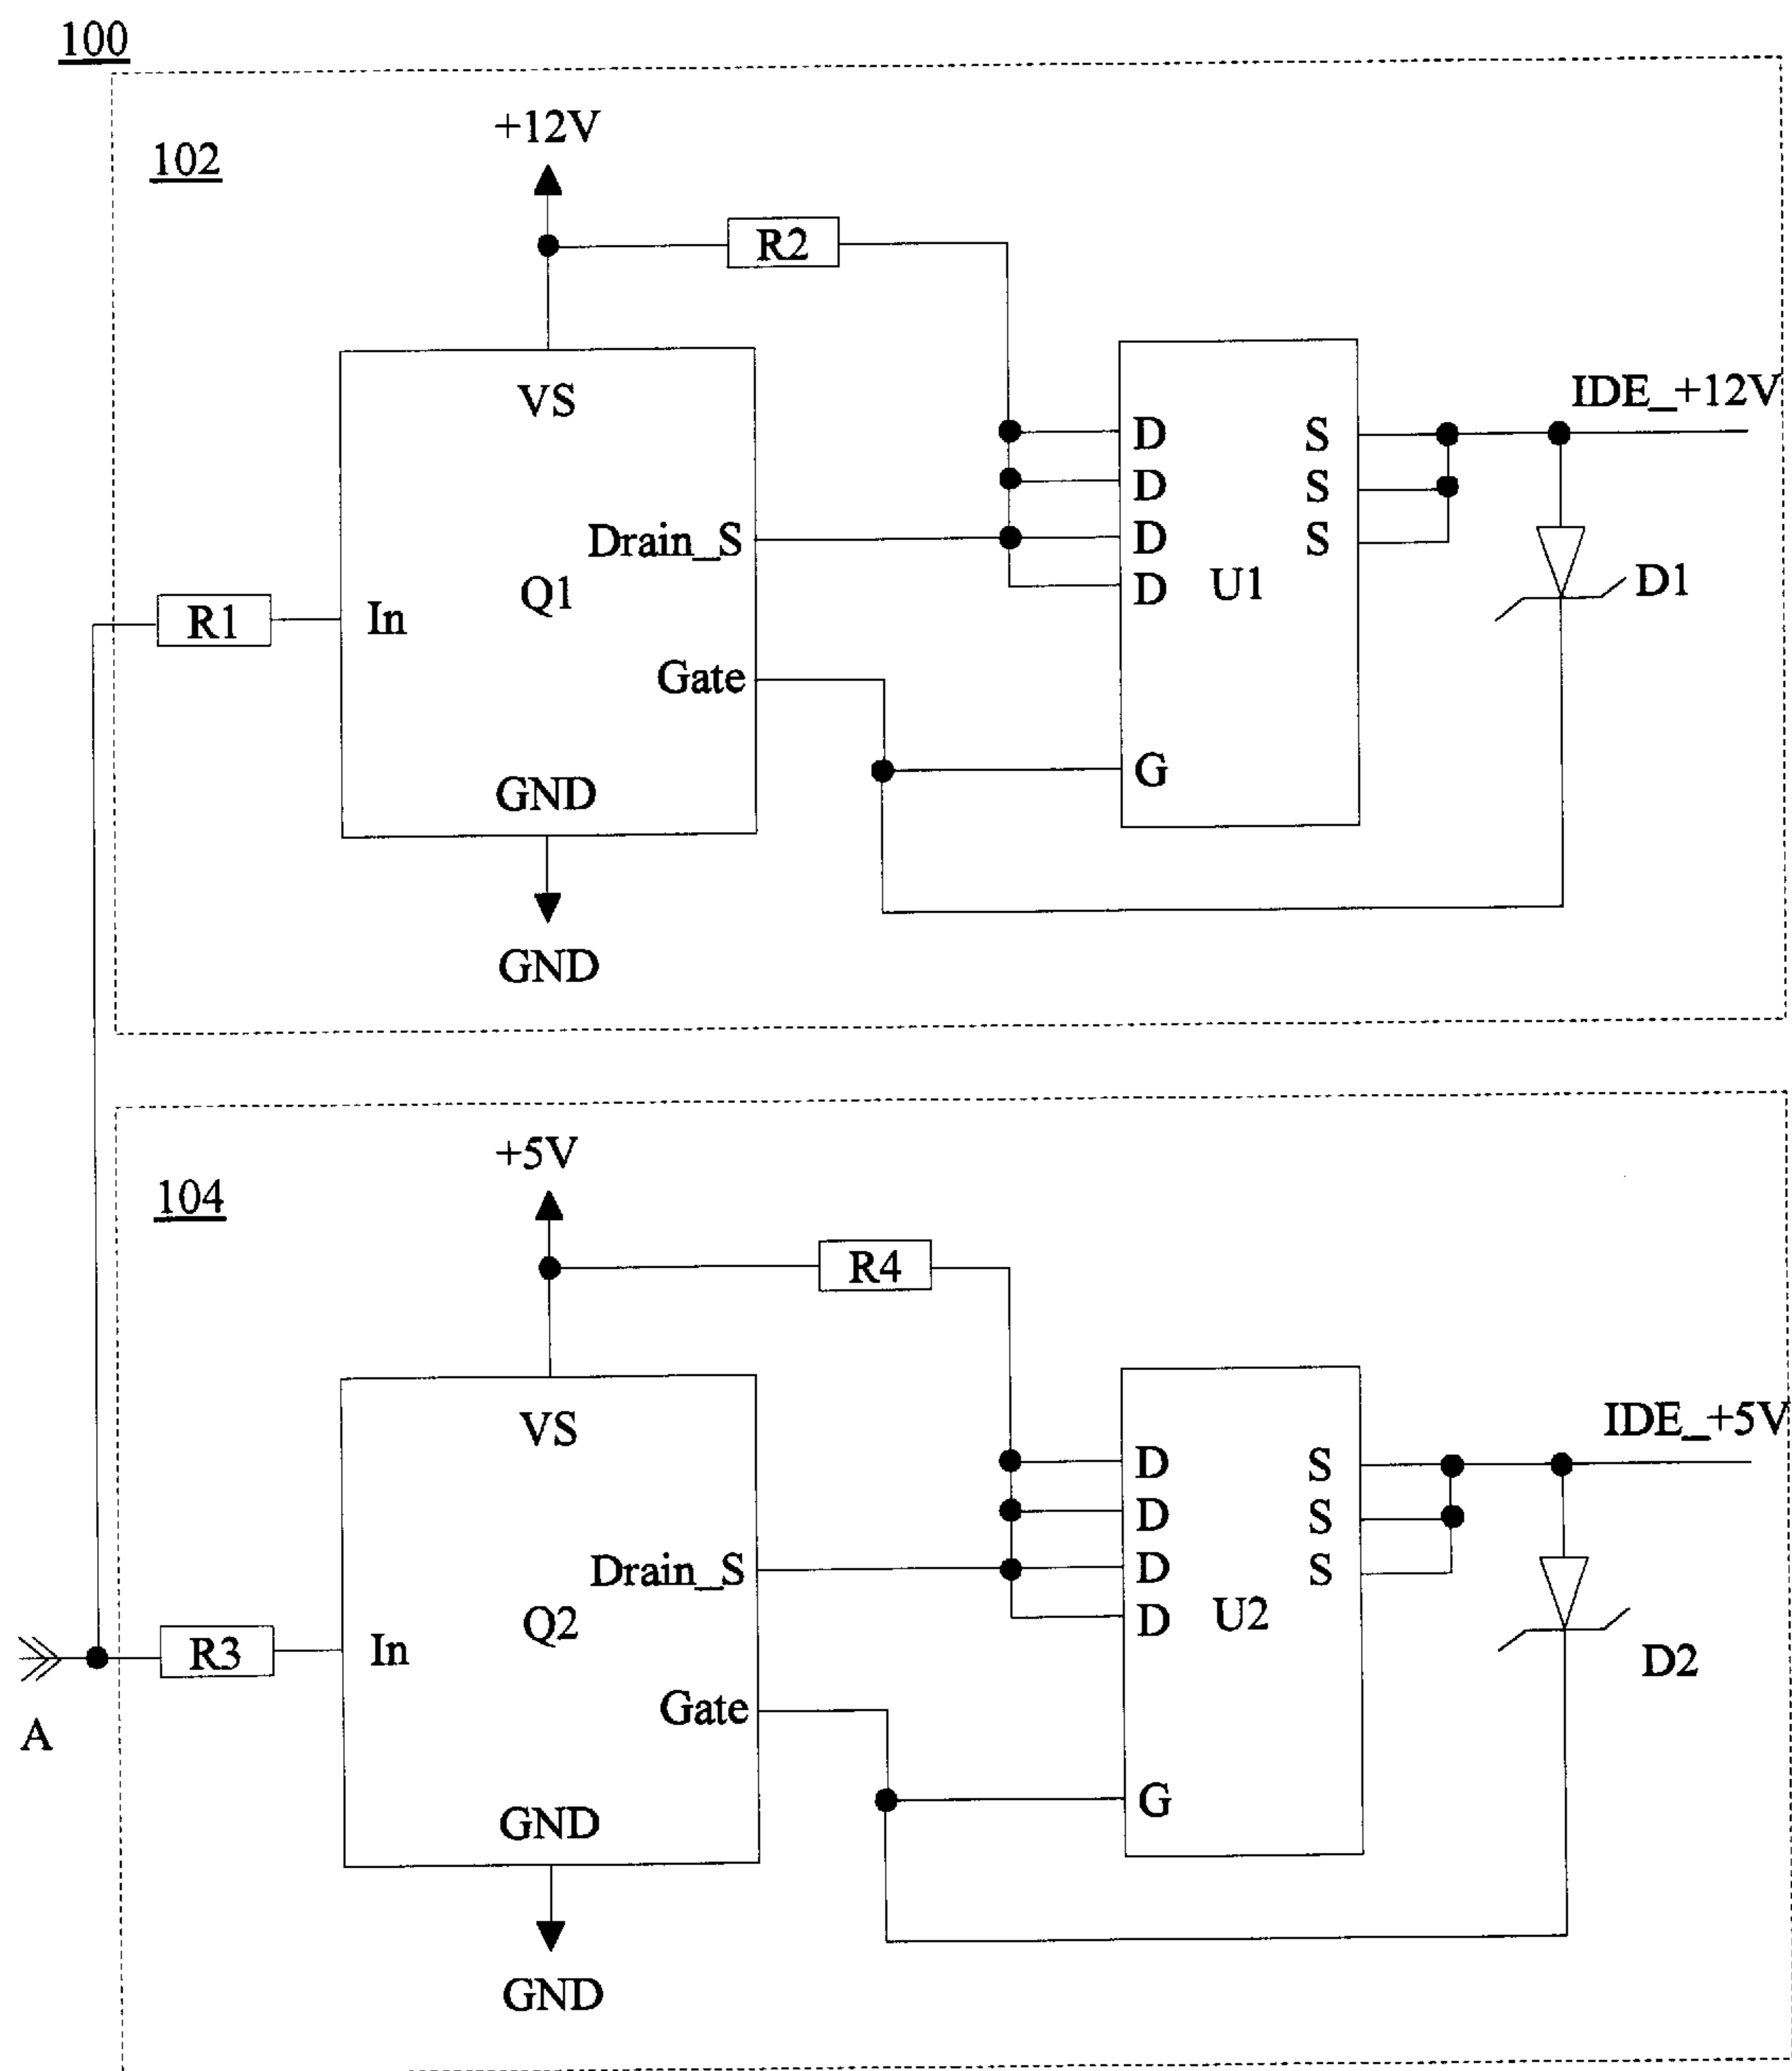 100
102
+12V
R2
VS
IDE_+12V
D S
D S
Drain_S D S
D
Q1 U1 D1
R1 In
Gate
G
GND
GND
104
+5V
R4
VS
IDE_+5V
D S
D S
Drain_S D S
D
Q2 U2
R3 In D2
Gate
A
G
GND
GND